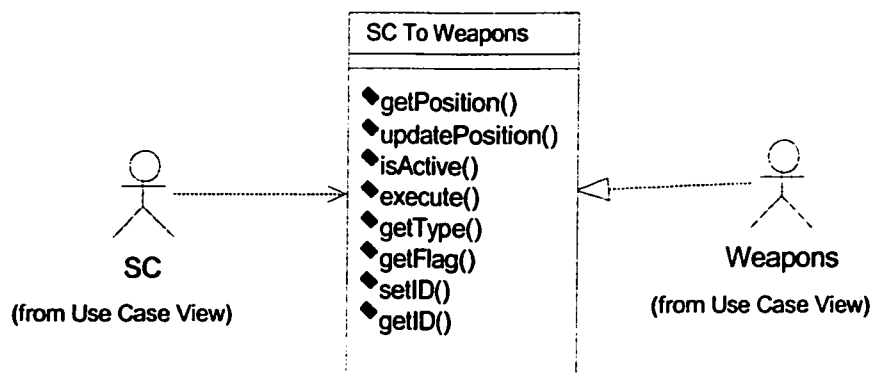 SC To Weapons
getPosition()
updatePosition()
isActive()
execute()
getType()
getFlag()
setID()
getID()
SC
(from Use Case View)
Weapons
(from Use Case View)